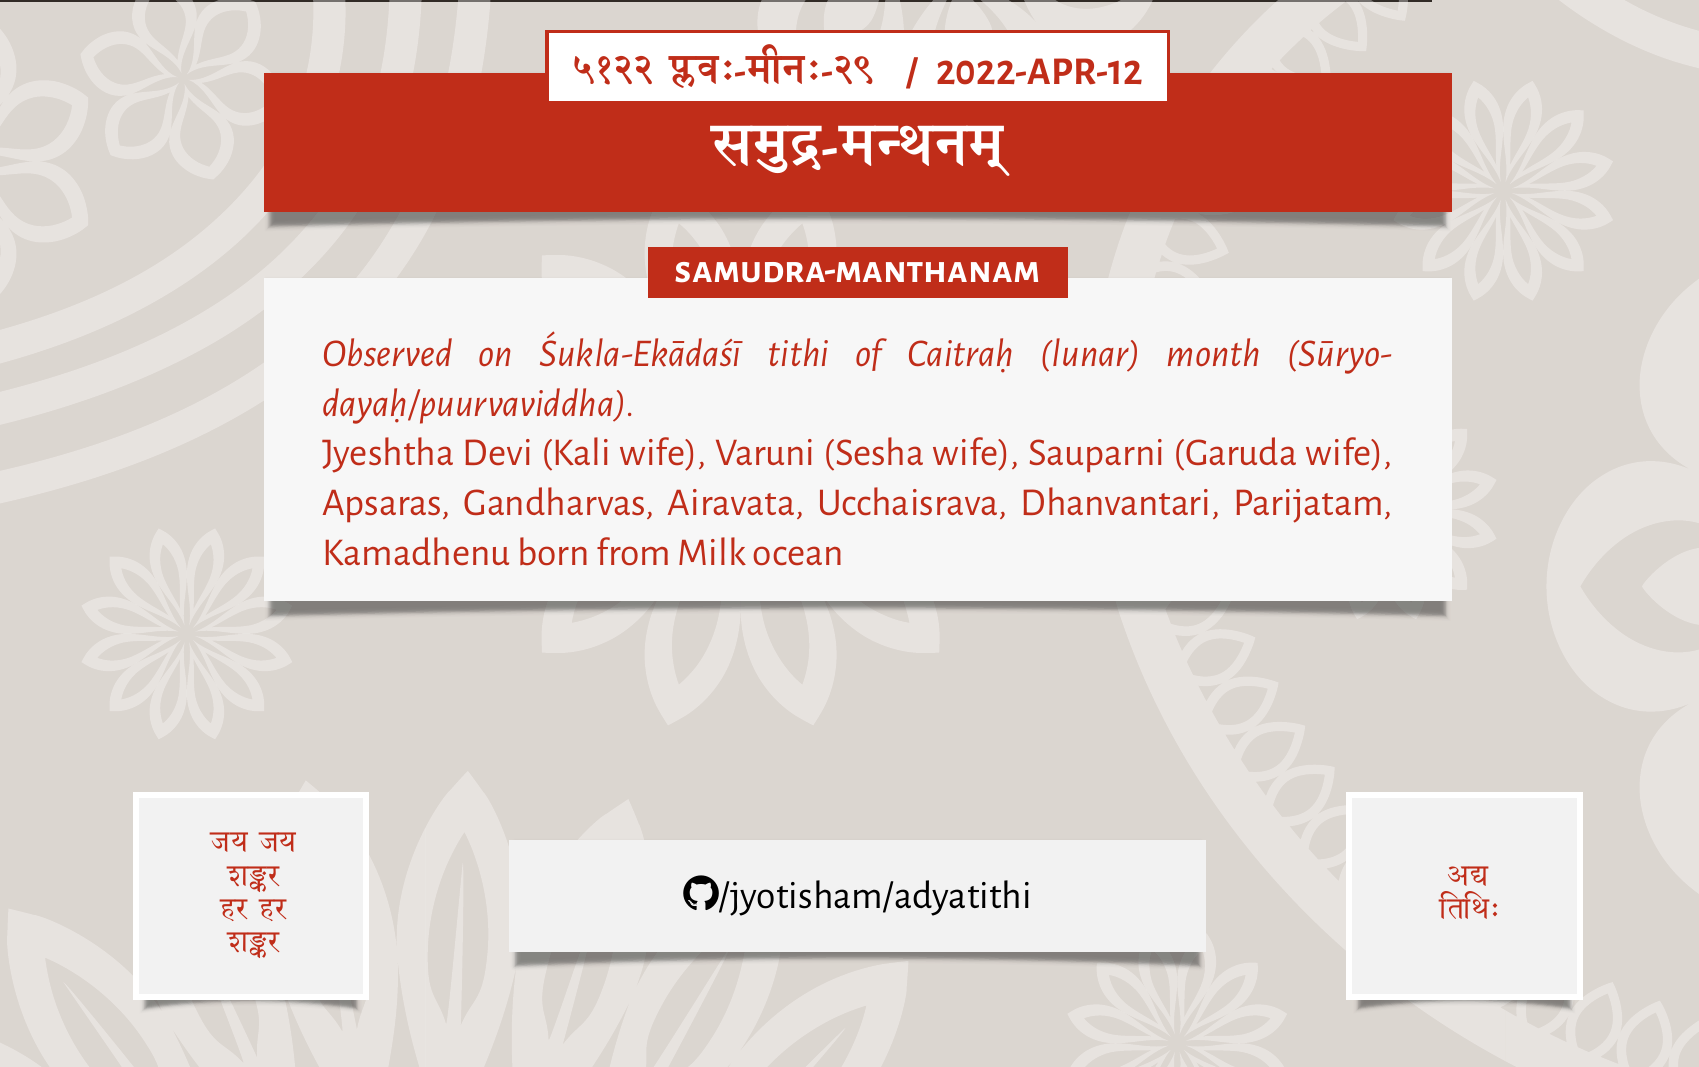 ५१२२ प्लवः-मीनः-२९ / 2022-APR-12
समुद्र-मन्थनम्
SAMUDRA-MANTHANAM
Observed on Śukla-Ekādaśī tithi of Caitraḥ (lunar) month (Sūryo-
dayaḥ/puurvaviddha).
Jyeshtha Devi (Kali wife), Varuni (Sesha wife), Sauparni (Garuda wife),
Apsaras, Gandharvas, Airavata, Ucchaisrava, Dhanvantari, Parijatam,
Kamadhenu born from Milk ocean
जय जय
शङ्कर
हर हर
शङ्कर
/jyotisham/adyatithi
अद्य
तिथिः